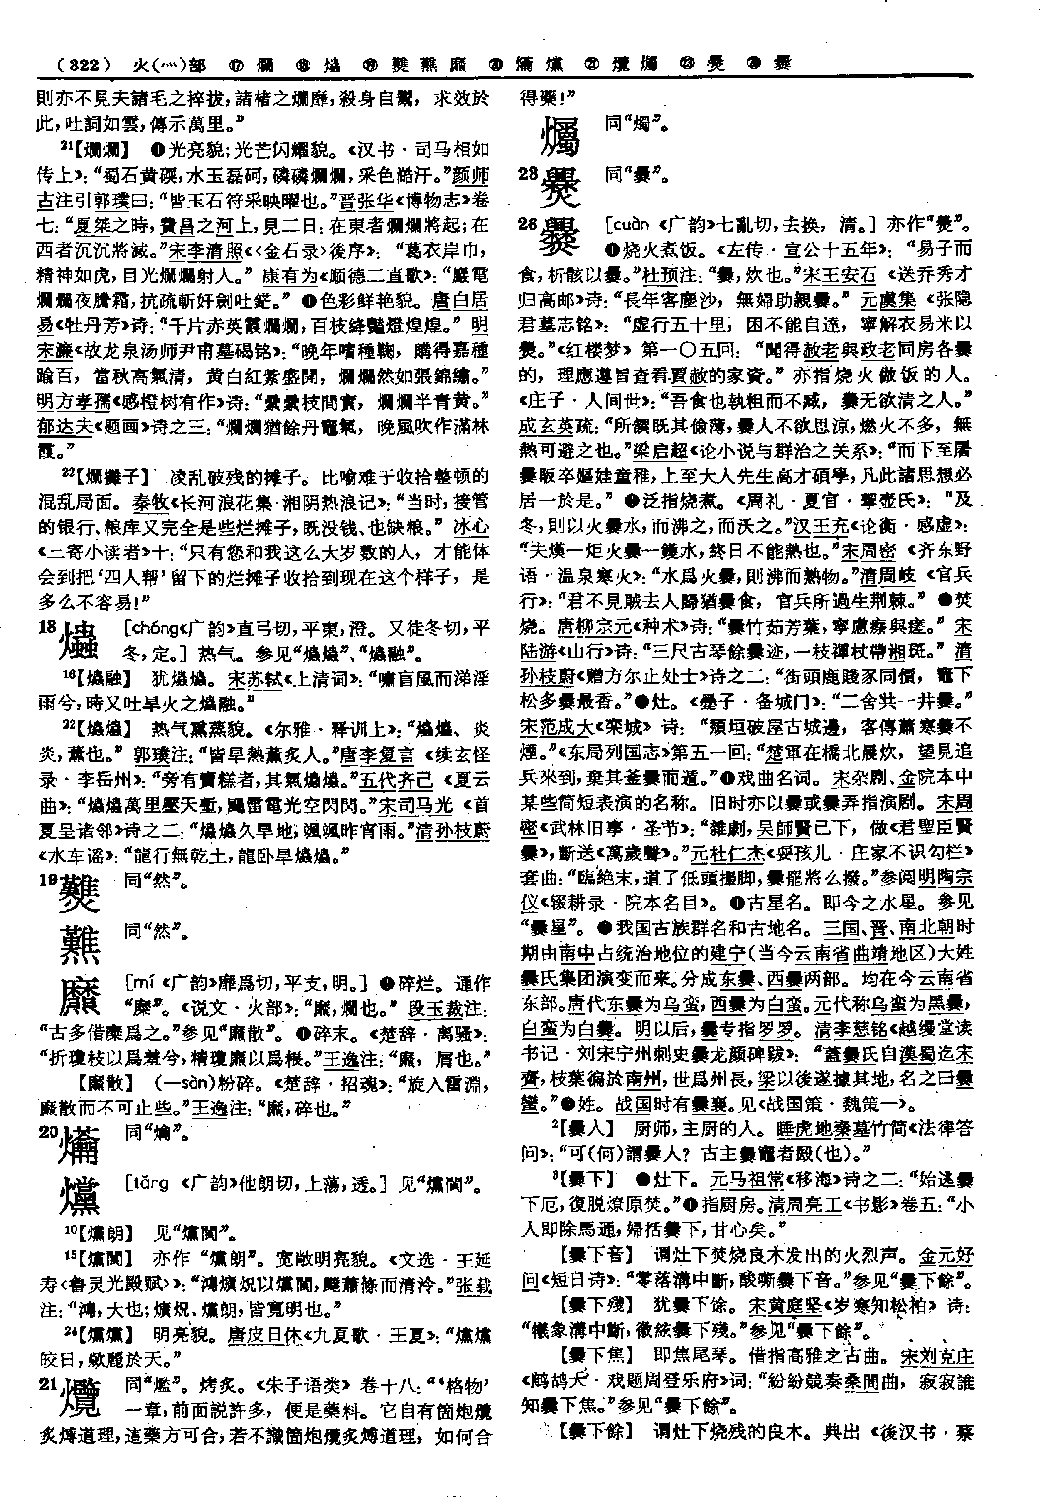 （322） 火(灬)部 ⑰爛 ⑱爞 ⑲㸐䕼爢 ⑳爤爣 ㉑爦爥 ㉓㸑 ㉖爨
則亦不見夫諸毛之捽拔，諸楮之爛靡，殺身自鬻，求效於
此，吐詞如雲，傳示萬里。”
21【爛爛】 ❶光亮貌；光芒闪耀貌。《汉书·司马相如
传上》：“蜀石黄碝，水玉磊砢，磷磷爛爛，采色澔汗。”颜师
古注引郭璞曰：“皆玉石符采映曜也。”晋张华《博物志》卷
七：“夏桀之時，費昌之河上，見二日：在東者爛爛將起；在
西者沉沉將滅。”宋李清照《〈金石录〉後序》：“葛衣岸巾，
精神如虎，目光爛爛射人。”康有为《顺德二直歌》：“巖電
爛爛夜騰霜，抗疏斬奸劍吐鋩。”❷色彩鲜艳貌。唐白居
易《牡丹芳》诗：“千片赤英霞爛爛，百枝絳豔燈煌煌。”明
宋濂《故龙泉汤师尹甫墓碣铭》：“晚年嗜種鞠，購得嘉種
踰百，當秋高氣清，黄白紅紫盛開，爛爛然如張錦繡。”
明方孝孺《感橙树有作》诗：“纍纍枝間實，爛爛半青黄。”
郁达夫《题画》诗之三：“爛爛猶餘丹竈氣，晚風吹作滿林
霞。”
22【爛攤子】 凌乱破残的摊子。比喻难于收拾整顿的
混乱局面。秦牧《长河浪花集·湘阴热浪记》：“当时，接管
的银行、粮库又完全是些烂摊子，既没钱、也缺粮。”冰心
《三寄小读者》十：“只有您和我这么大岁数的人，才能体
会到把‘四人帮’留下的烂摊子收拾到现在这个样子，是
多么不容易！”
18爞 [chóng《广韵》直弓切，平東，澄。又徒冬切，平
冬，定。] 热气。参见“爞爞”、“爞融”。
16【爞融】 犹爞爞。宋苏轼《上清词》：“嘯盲風而涕淫
雨兮，時又吐旱火之爞融。”
22【爞爞】 热气熏蒸貌。《尔雅·释训上》：“爞爞、炎
炎，薰也。”郭璞注：“皆旱熱薰炙人。”唐李复言《续玄怪
录·李岳州》：“旁有賣糕者，其氣爞爞。”五代齐己《夏云
曲》：“爞爞萬里壓天塹，颺雷電光空閃閃。”宋司马光《首
夏呈诸邻》诗之二：“爞爞久旱地，颯颯昨宵雨。”清孙枝蔚
《水车谣》：“龍行無乾土，龍卧旱爞爞。”
19㸐 同“然”。
䕼 同“然”。
爢 [mí《广韵》靡爲切，平支，明。] ❶碎烂。通作
“糜”。《说文·火部》：“爢，爛也。”段玉裁注：
“古多借糜爲之。”参见“爢散”。❷碎末。《楚辞·离骚》：
“折瓊枝以爲羞兮，精瓊爢以爲粻。”王逸注：“爢，屑也。”
【爢散】 （—sàn）粉碎。《楚辞·招魂》：“旋入雷淵，
爢散而不可止些。”王逸注：“爢，碎也。”
20爤 同“爛”。
爣 [tǎng《广韵》他朗切，上蕩，透。] 见“爣閬”。
10【爣朗】 见“爣閬”。
15【爣閬】 亦作“爣朗”。宽敞明亮貌。《文选·王延
寿〈鲁灵光殿赋〉》：“鴻爌炾以爣閬，飋蕭條而清泠。”张载
注：“鴻，大也；爌炾、爣朗，皆寬明也。”
24【爣爣】 明亮貌。唐皮日休《九夏歌·王夏》：“爣爣
皎日，欻麗於天。”
21爦 同“㸊”。烤炙。《朱子语类》卷十八：“‘格物’
一章，前面説許多，便是藥料。它自有箇炮爦
炙煿道理，這藥方可合；若不識箇炮爦炙煿道理，如何合
得藥！”
爥 同“燭”。
23㸑 同“爨”。
26爨 [cuàn《广韵》七亂切，去换，清。] 亦作“㸑”。
❶烧火煮饭。《左传·宣公十五年》：“易子而
食，析骸以爨。”杜预注：“爨，炊也。”宋王安石《送乔秀才
归高邮》诗：“長年客塵沙，無婦助親爨。”元虞集《张隐
君墓志铭》：“虚行五十里，困不能自遂，寧解衣易米以
爨。”《红楼梦》第一〇五回：“聞得赦老與政老同房各爨
的，理應遵旨查看賈赦的家資。”亦指烧火做饭的人。
《庄子·人间世》：“吾食也執粗而不臧，爨无欲清之人。”
成玄英疏：“所饌既其儉薄，爨人不欲思涼，燃火不多，無
熱可避之也。”梁启超《论小说与群治之关系》：“而下至屠
爨販卒嫗娃童稚，上至大人先生高才碩學，凡此諸思想必
居一於是。”❷泛指烧煮。《周礼·夏官·挈壶氏》：“及
冬，則以火爨水，而沸之，而沃之。”汉王充《论衡·感虚》：
“夫熯一炬火爨一鑊水，終日不能熱也。”宋周密《齐东野
语·温泉寒火》：“水爲火爨，則沸而熟物。”清周岐《官兵
行》：“君不見賊去人歸猶爨食，官兵所過生荆棘。”❸焚
烧。唐柳宗元《种术》诗：“爨竹茹芳葉，寧慮瘵與瘥。”宋
陆游《山行》诗：“三尺古琴餘爨迹，一枝禪杖帶湘斑。”清
孙枝蔚《赠方尔止处士》诗之二：“街頭鹿賤家同價，竈下
松多爨最香。”❹灶。《墨子·备城门》：“二舍共一井爨。”
宋范成大《栾城》诗：“頹垣破屋古城邊，客傳蕭寒爨不
煙。”《东周列国志》第五一回：“楚軍在橋北晨炊，望見追
兵來到，棄其釜爨而遁。”❺戏曲名词。宋杂剧、金院本中
某些简短表演的名称。旧时亦以爨或爨弄指演剧。宋周
密《武林旧事·圣节》：“雜劇，吴師賢已下，做《君聖臣賢
爨》，斷送《萬歲聲》。”元杜仁杰《耍孩儿·庄家不识勾栏》
套曲：“臨絶末，道了低頭撮脚，爨罷將么撥。”参阅明陶宗
仪《辍耕录·院本名目》。❻古星名。即今之水星。参见
“爨星”。❼我国古族群名和古地名。三国、晋、南北朝时
期由南中占统治地位的建宁（当今云南省曲靖地区）大姓
爨氏集团演变而来。分成东爨、西爨两部。均在今云南省
东部。唐代东爨为乌蛮，西爨为白蛮。元代称乌蛮为黑爨，
白蛮为白爨。明以后，爨专指罗罗。清李慈铭《越缦堂读
书记·刘宋宁州刺史爨龙颜碑跋》：“蓋爨氏自漢蜀迄宋
齊，枝葉徧於南州，世爲州長，梁以後遂據其地，名之曰爨
蠻。”❽姓。战国时有爨襄。见《战国策·魏策一》。
2【爨人】 厨师，主厨的人。睡虎地秦墓竹简《法律答
问》：“可（何）謂爨人？古主爨竈者殹（也）。”
3【爨下】 ❶灶下。元马祖常《移海》诗之二：“始逃爨
下厄，復脱燎原焚。”❷指厨房。清周亮工《书影》卷五：“小
人即除馬通，婦括爨下，甘心矣。”
【爨下音】 谓灶下焚烧良木发出的火烈声。金元好
问《短日诗》：“零落溝中斷，酸嘶爨下音。”参见“爨下餘”。
【爨下殘】 犹爨下馀。宋黄庭坚《岁寒知松柏》诗：
“犧象溝中斷，徽絃爨下殘。”参见“爨下餘”。
【爨下焦】 即焦尾琴。借指高雅之古曲。宋刘克庄
《鹧鸪天·戏题周登乐府》词：“紛紛競奏桑間曲，寂寂誰
知爨下焦。”参见“爨下餘”。
【爨下餘】 谓灶下烧残的良木。典出《後汉书·蔡